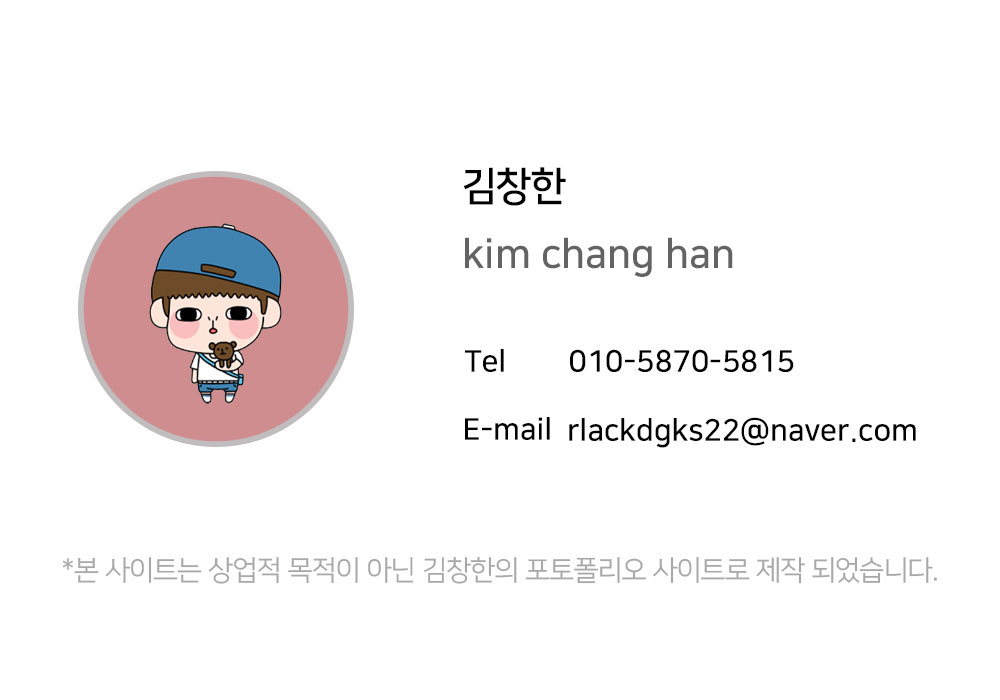 김창한
kim chang han
Tel 010-5870-5815
E-mail rlackdgks22@naver.com
*본 사이트는 상업적 목적이 아닌 김창한의 포토폴리오 사이트로 제작 되었습니다.